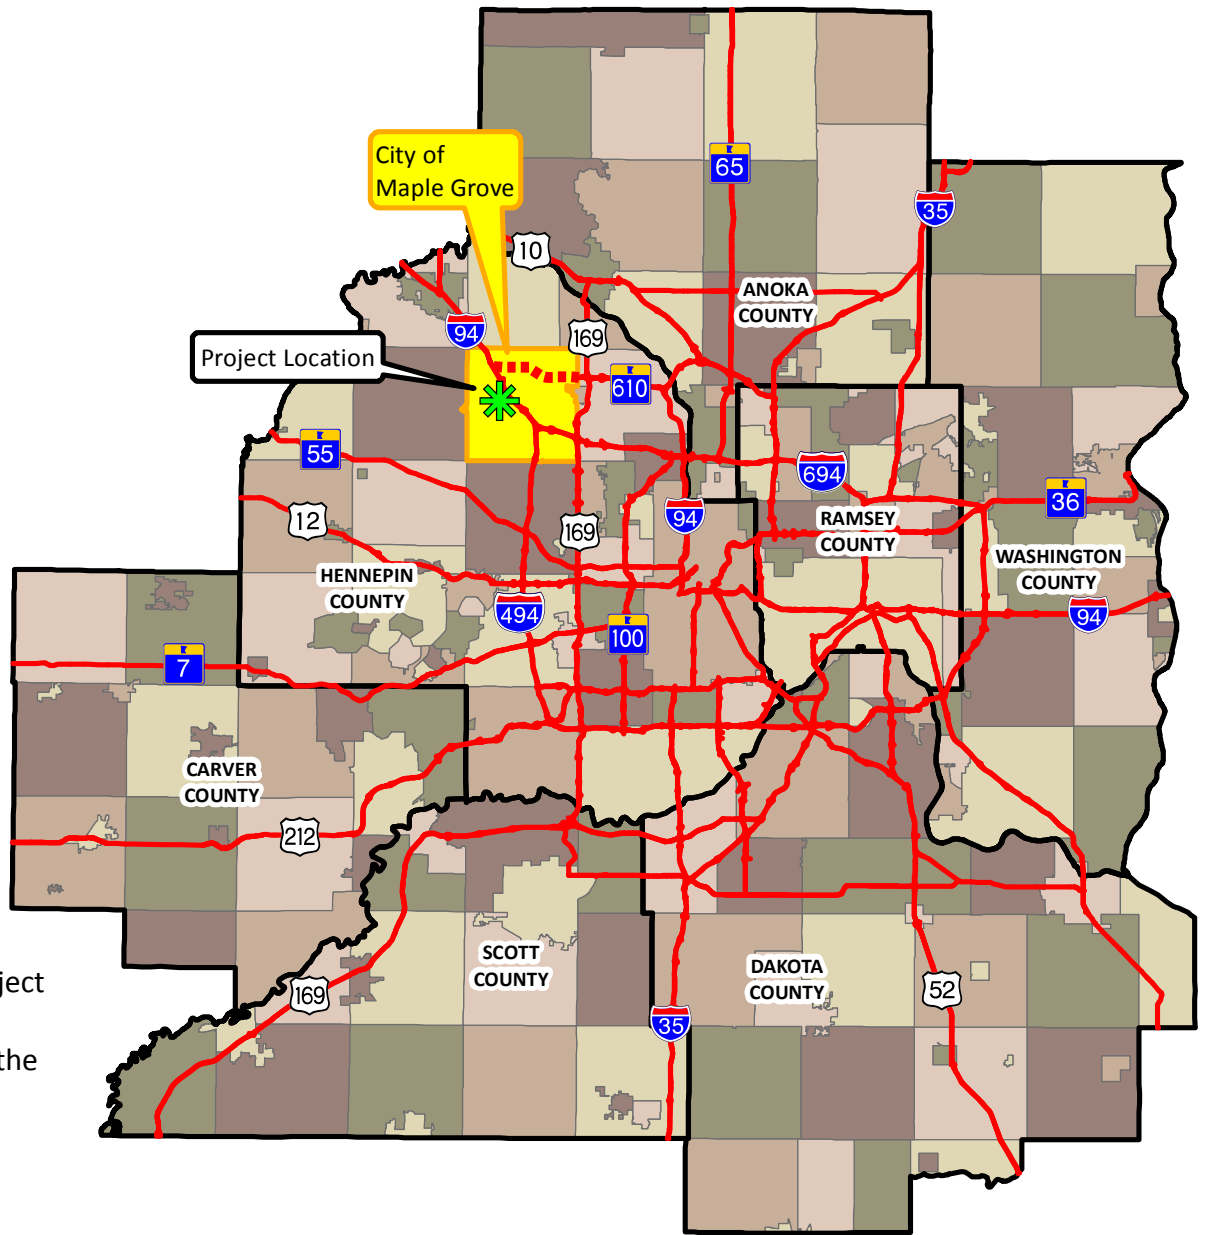 City of
Maple Grove
65
35
10
ANOKA
COUNTY
94
169
Project Location
610
55
694
36
12
94
169
RAMSEY
COUNTY
WASHINGTON
COUNTY
HENNEPIN
COUNTY
494
94
100
7
CARVER
COUNTY
212
SCOTT
COUNTY
DAKOTA
COUNTY
ject
169
52
35
the